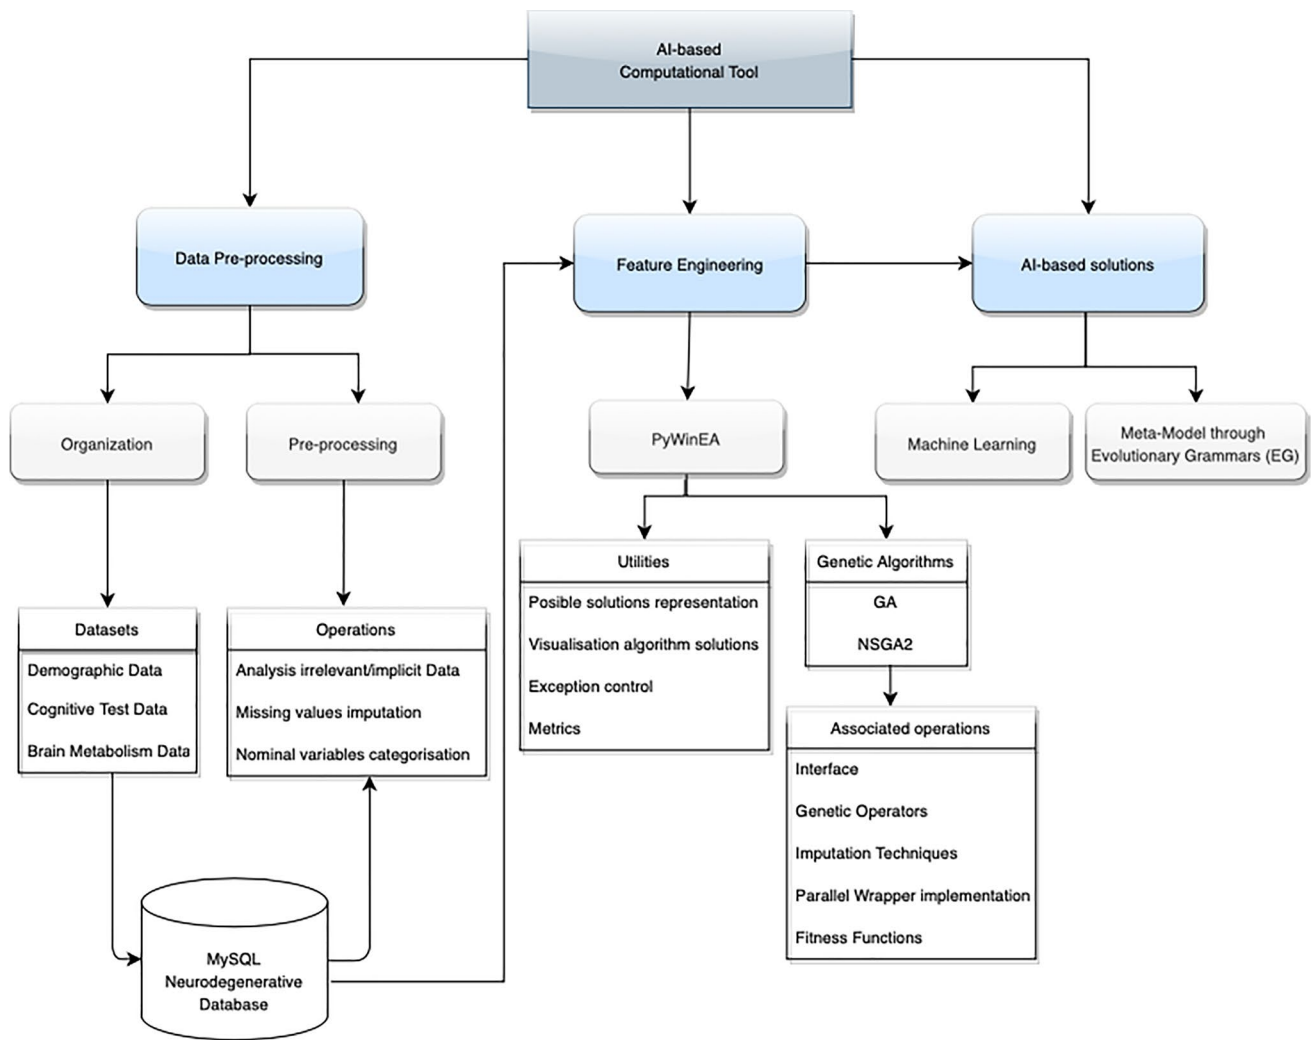 AI-based
Computational Tool
Data Pre-processing
Feature Engineering
AI-based solutions
Organization
Pre-processing
PyWinEA
Machine Learning
Meta-Model through
Evolutionary Grammars (EG)
Datasets
Demographic Data
Cognitive Test Data
Brain Metabolism Data
Operations
Analysis irrelevant/implicit Data
Missing values imputation
Nominal variables categorisation
Utilities
Posible solutions representation
Visualisation algorithm solutions
Exception control
Metrics
Genetic Algorithms
GA
NSGA2
Associated operations
Interface
Genetic Operators
Imputation Techniques
Parallel Wrapper implementation
Fitness Functions
MySQL
Neurodegenerative
Database